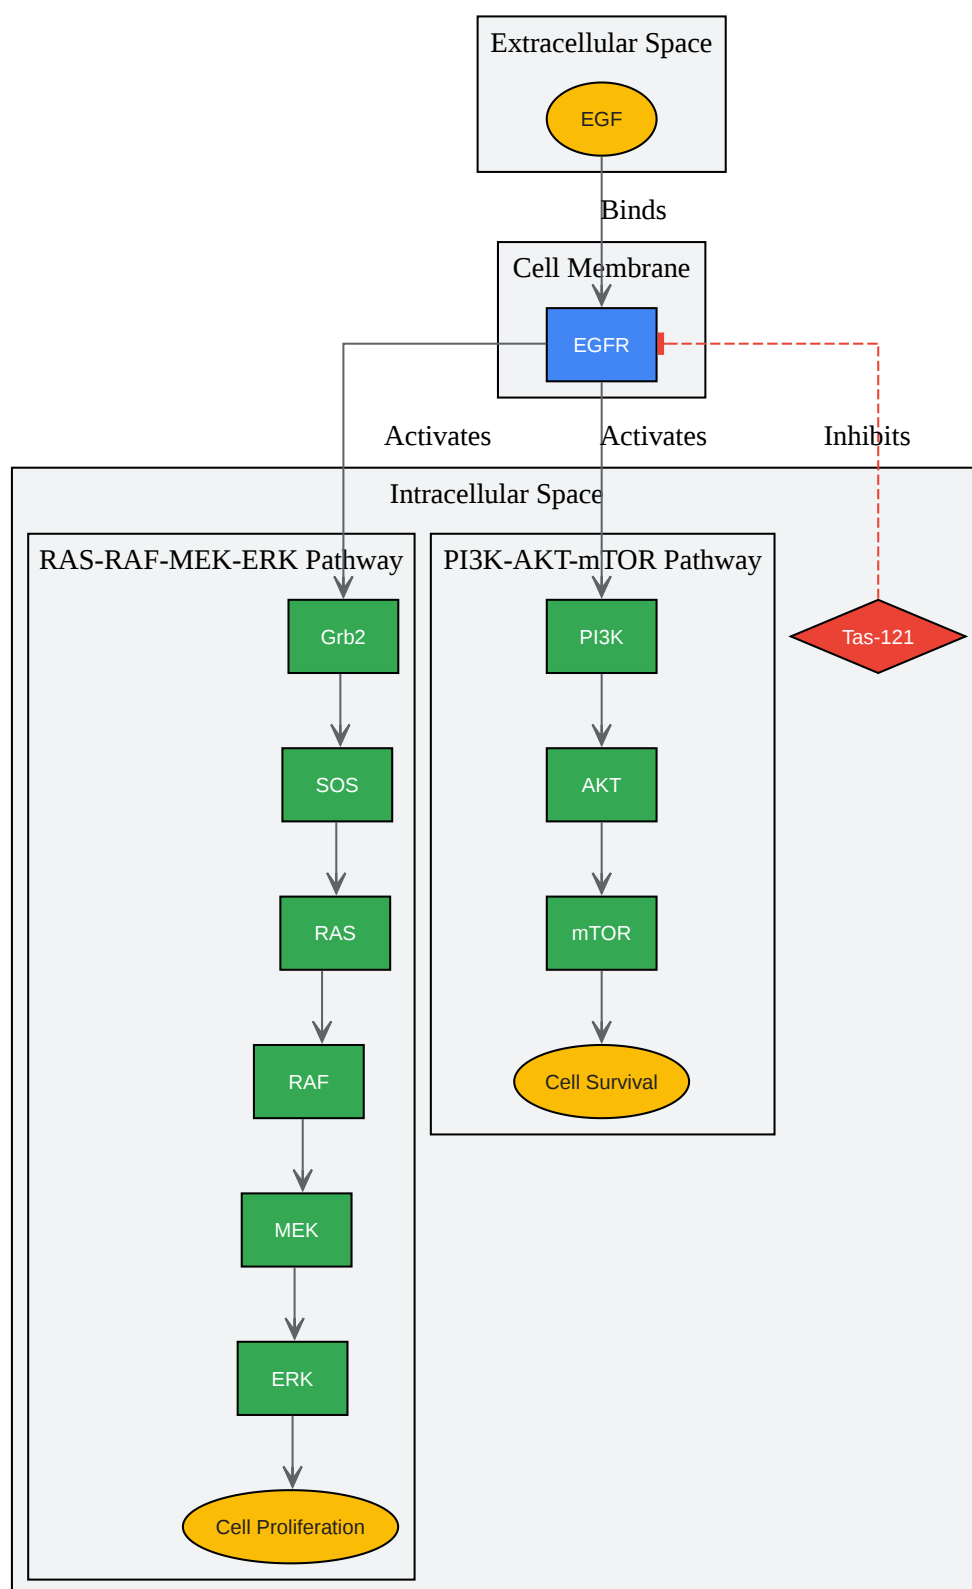 Extracellular Space
EGF
Binds
Cell Membrane
EGFR
Activates
Activates
Inhibits
Intracellular Space
RAS-RAF-MEK-ERK Pathway
PI3K-AKT-mTOR Pathway
Grb2
PI3K
Tas-121
SOS
AKT
RAS
mTOR
RAF
Cell Survival
MEK
ERK
Cell Proliferation